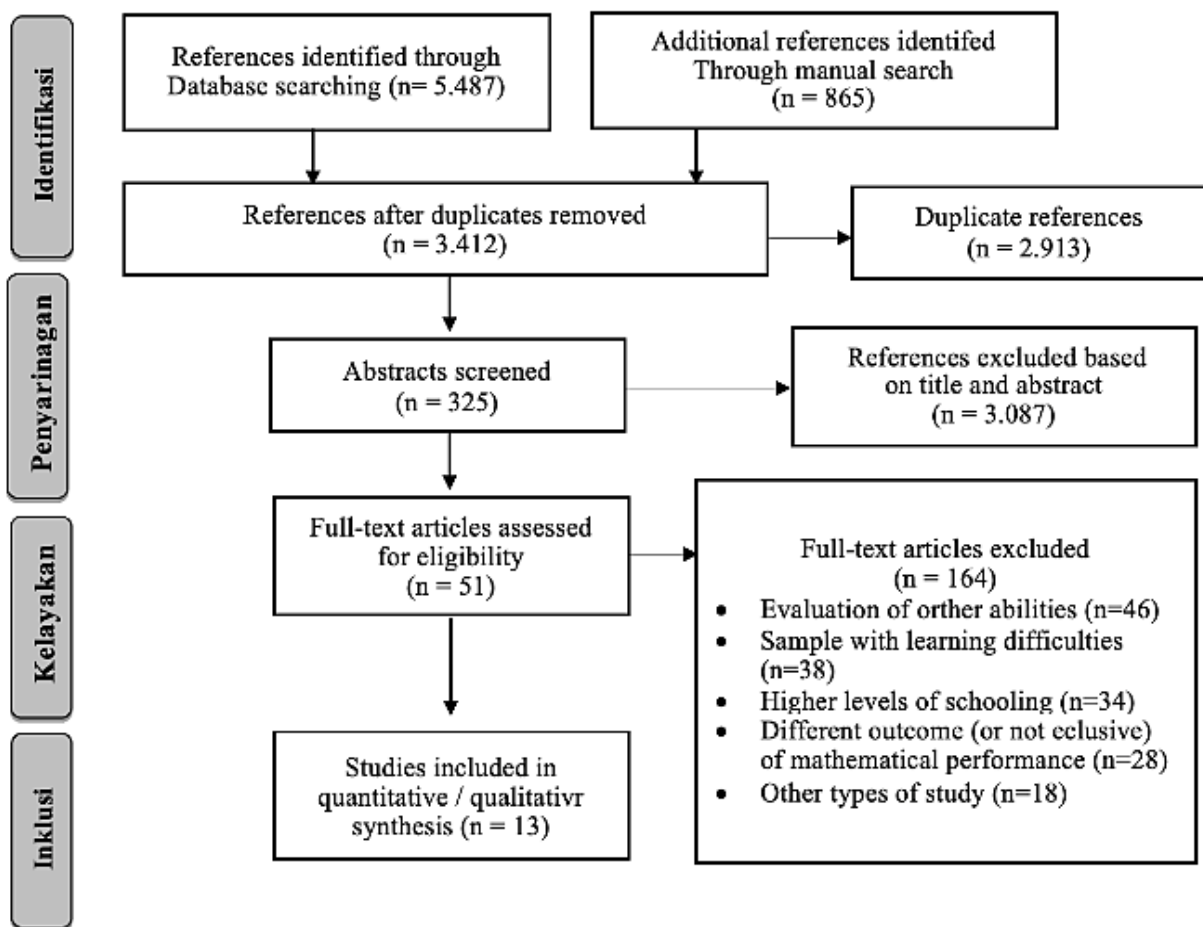 Identifikasi
References identified through
Database searching (n= 5.487)
Additional references identifed
Through manual search
(n = 865)
References after duplicates removed
(n = 3.412)
Duplicate references
(n = 2.913)
Penyarinagan
Abstracts screened
(n = 325)
References excluded based
on title and abstract
(n = 3.087)
Kelayakan
Full-text articles assessed
for eligibility
(n = 51)
Full-text articles excluded
(n = 164)
• Evaluation of orther abilities (n=46)
• Sample with learning difficulties
(n=38)
• Higher levels of schooling (n=34)
• Different outcome (or not eclusive)
of mathematical performance (n=28)
• Other types of study (n=18)
Inklusi
Studies included in
quantitative / qualitativr
synthesis (n = 13)